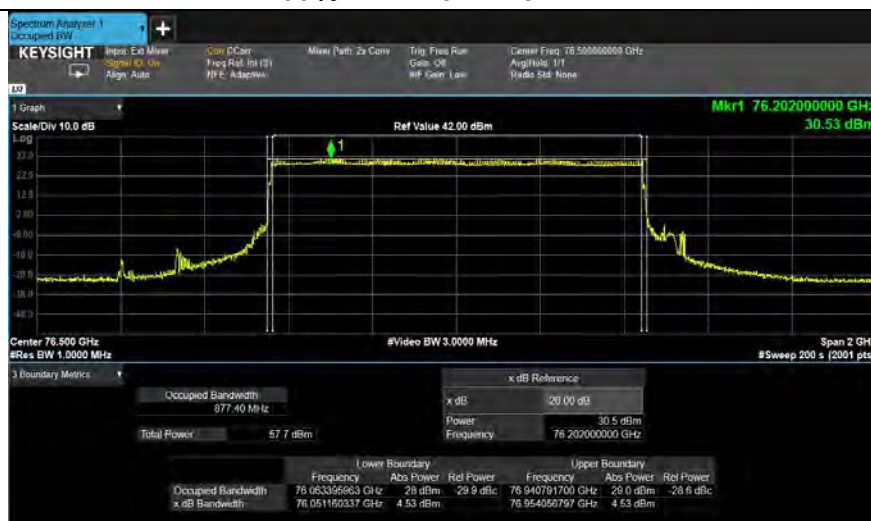 Spectrum Analyzer 1
Occupied BW
+
KEYSIGHT Input: Ext Mixer Corr CCorr Mixer Path: 2x Conv Trig: Free Run Center Freq: 76.500000000 GHz
Signal ID: On Freq Ref: Int (S) Gate: Off Avg|Hold: 1/1
Align: Auto NFE: Adaptive #IF Gain: Low Radio Std: None
LXI
1 Graph Mkr1 76.202000000 GHz
Scale/Div 10.0 dB Ref Value 42.00 dBm 30.53 dBm
Log
32.0
22.0
12.0
2.00
-8.00
-18.0
-28.0
-38.0
-48.0
1
Center 76.500 GHz #Video BW 3.0000 MHz Span 2 GH
#Res BW 1.0000 MHz #Sweep 200 s (2001 pts
3 Boundary Metrics
x dB Reference
Occupied Bandwidth
877.40 MHz
x dB -26.00 dB
Power 30.5 dBm
Total Power 57.7 dBm Frequency 76.202000000 GHz
Lower Boundary Upper Boundary
Frequency Abs Power Rel Power Frequency Abs Power Rel Power
Occupied Bandwidth 76.063395963 GHz 28 dBm -29.9 dBc 76.940791700 GHz 29.0 dBm -28.6 dBc
x dB Bandwidth 76.051160337 GHz 4.53 dBm 76.954056797 GHz 4.53 dBm